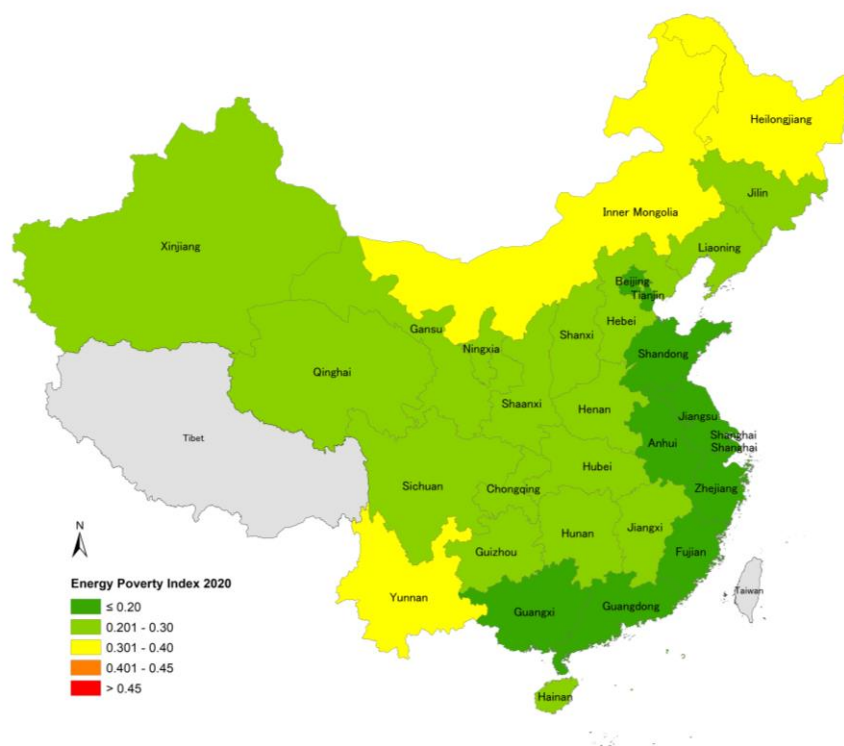 Heilongjiang
Jilin
Inner Mongolia
Liaoning
Xinjiang
Beijing
Tianjin
Hebei
Gansu
Shanxi
Ningxia
Shandong
Qinghai
Shaanxi
Henan
Jiangsu
Anhui
Shanghai
Shanghai
Tibet
Hubei
Sichuan
Chongqing
Zhejiang
Hunan
Jiangxi
Guizhou
Fujian
N
Energy Poverty Index 2020
≤ 0.20
0.201 - 0.30
0.301 - 0.40
0.401 - 0.45
> 0.45
Yunnan
Guangxi
Guangdong
Taiwan
Hainan